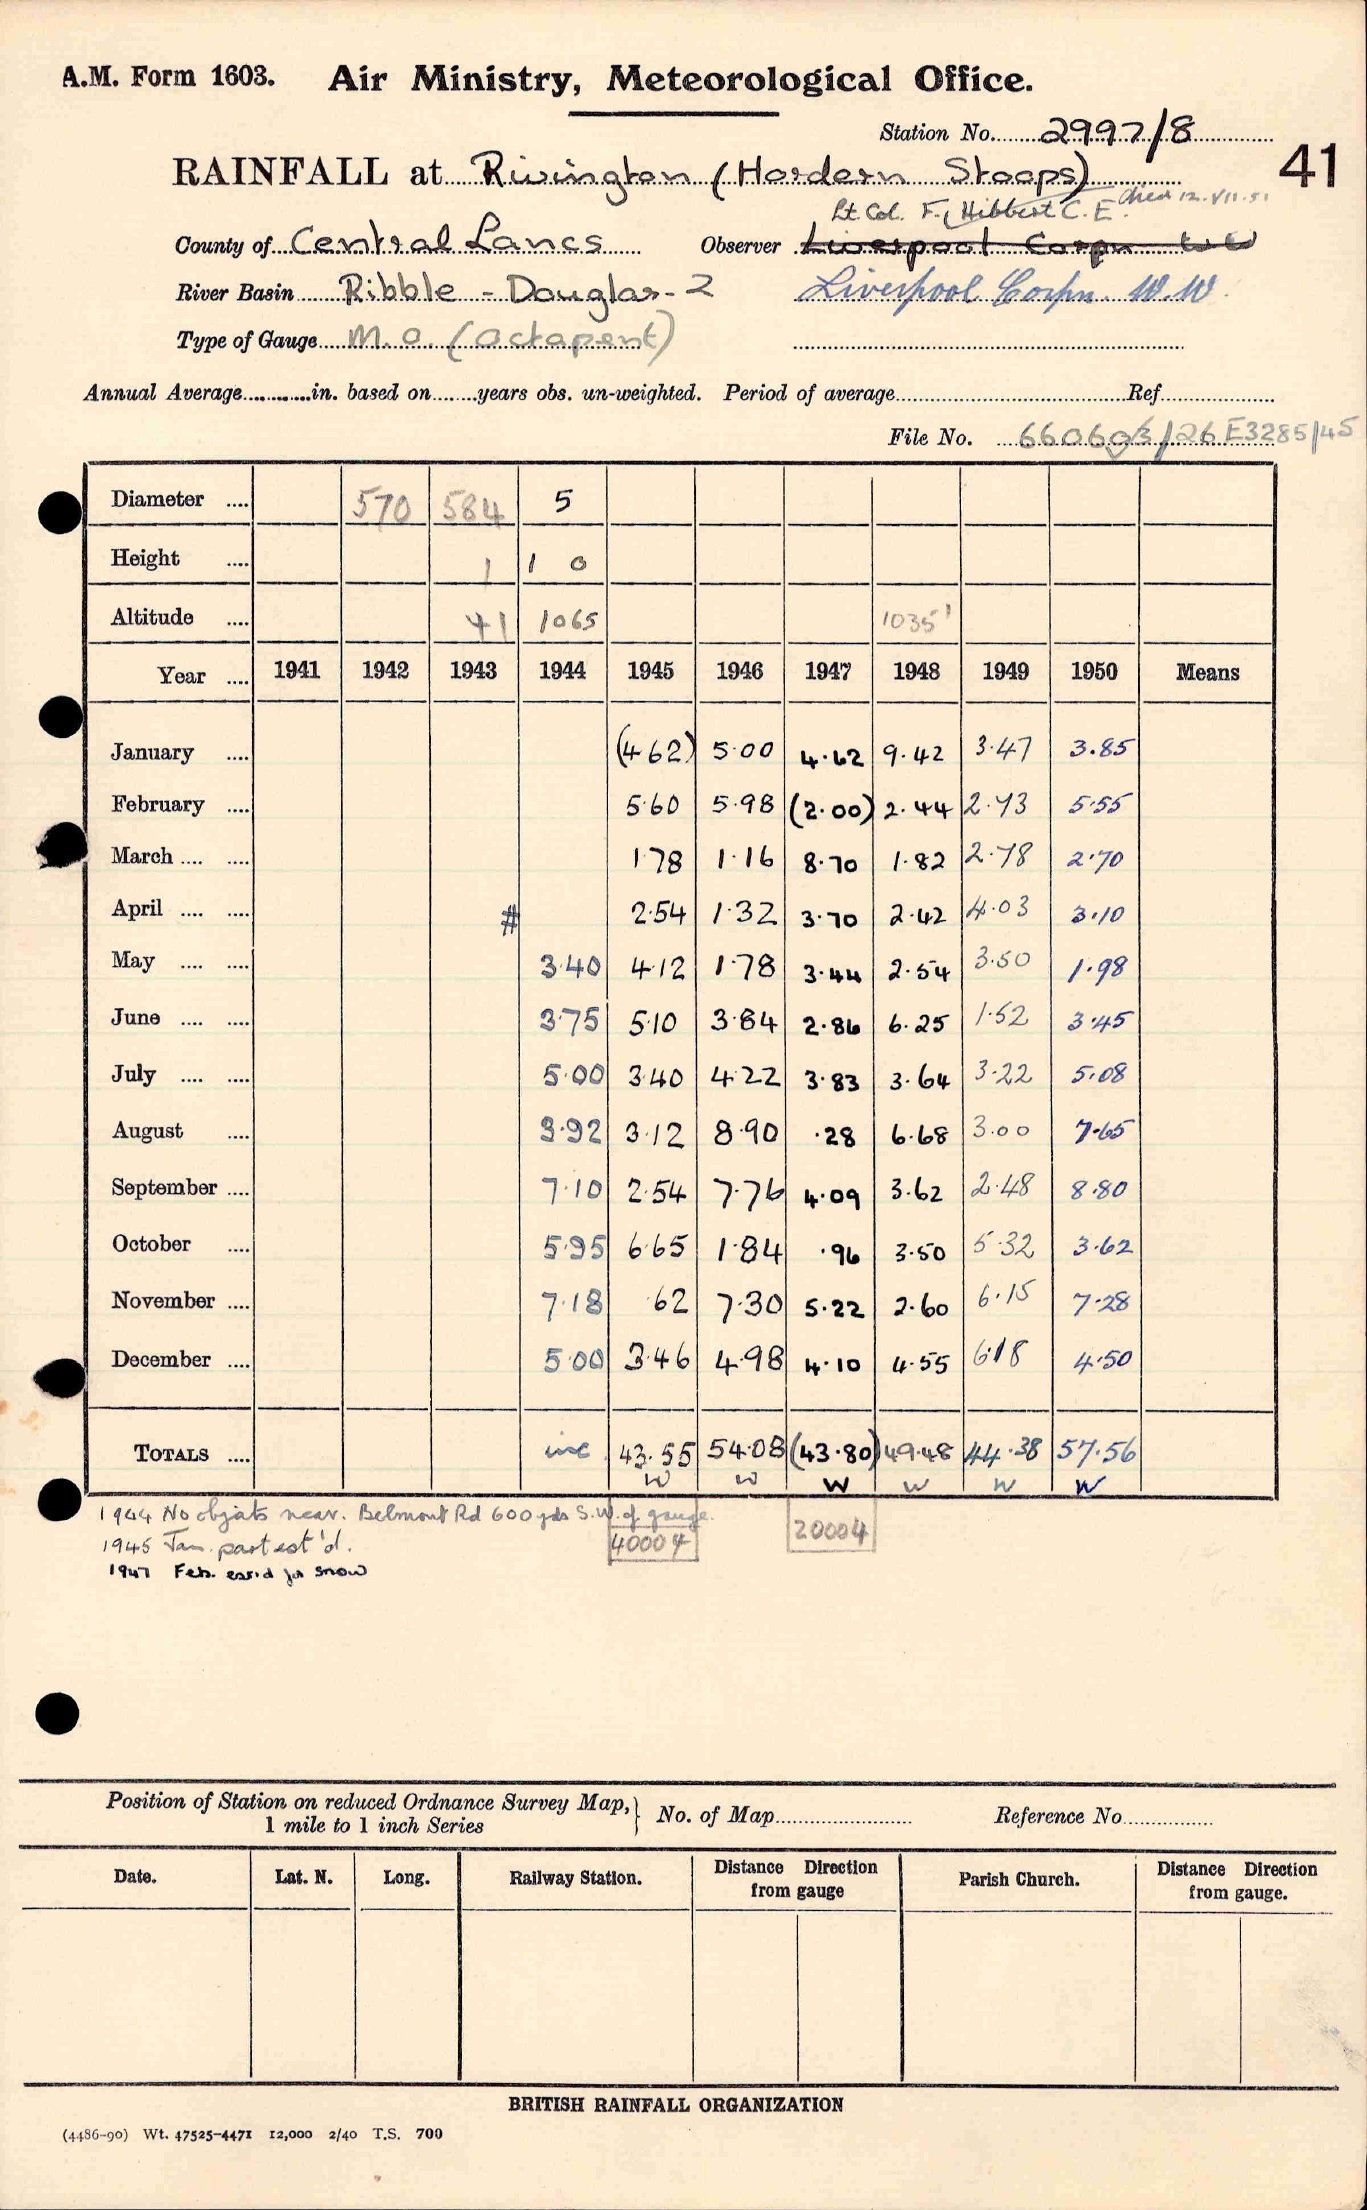 A.M. Form 1603. Air Ministry, Meteorological Office.
Station No. 2997/8
41
RAINFALL at Rivington (Hordern Stoops)
Lt. Col. F. Hibbert C.E. died 12.VII.51
County of Central Lancs Observer Liverpool Corpn W W
River Basin Ribble - Douglas - 2 Liverpool Corpn. W.W.
Type of Gauge M.O. (Octapent)
Annual Average in. based on years obs. un-weighted. Period of average Ref
File No. 660603/26 E3285/45
Diameter 570 584 5
Height 1 1 0
Altitude 41 1065 1035'
Year 1941 1942 1943 1944 1945 1946 1947 1948 1949 1950 Means
January (4 62) 5·00 4·62 9·42 3·47 3.85
February 5 60 5·98 (2·00) 2·44 2·73 5·55
March 1·78 1·16 8·70 1·82 2·78 2·70
April # 2·54 1·32 3·70 2·42 4·03 3·10
May 3·40 4·12 1·78 3·44 2·54 3·50 1·98
June 3·75 5·10 3·84 2·86 6·25 1·52 3·45
July 5·00 3·40 4·22 3·83 3·64 3·22 5·08
August 3·92 3·12 8·90 ·28 6·68 3·00 7·65
September 7·10 2·54 7·76 4·09 3·62 2·48 8·80
October 5·95 6·65 1·84 ·96 3·50 5·32 3·62
November 7·18 ·62 7·30 5·22 2·60 6·15 7·28
December 5·00 3·46 4·98 4·10 4·55 6·18 4·50
TOTALS inc 43·55 54·08 (43·80) 49·48 44·38 57·56
W W W W W W
1944 No objects near. Belmont Rd 600 yds S.W. of gauge.
1945 Jan. part est'd. 40004 20004
1947 Feb. est'd for snow
Position of Station on reduced Ordnance Survey Map, 1 mile to 1 inch Series } No. of Map Reference No
Date. Lat. N. Long. Railway Station. Distance Direction from gauge Parish Church. Distance Direction from gauge.
BRITISH RAINFALL ORGANIZATION
(4486-90) Wt. 47525-4471 12,000 2/40 T.S. 700